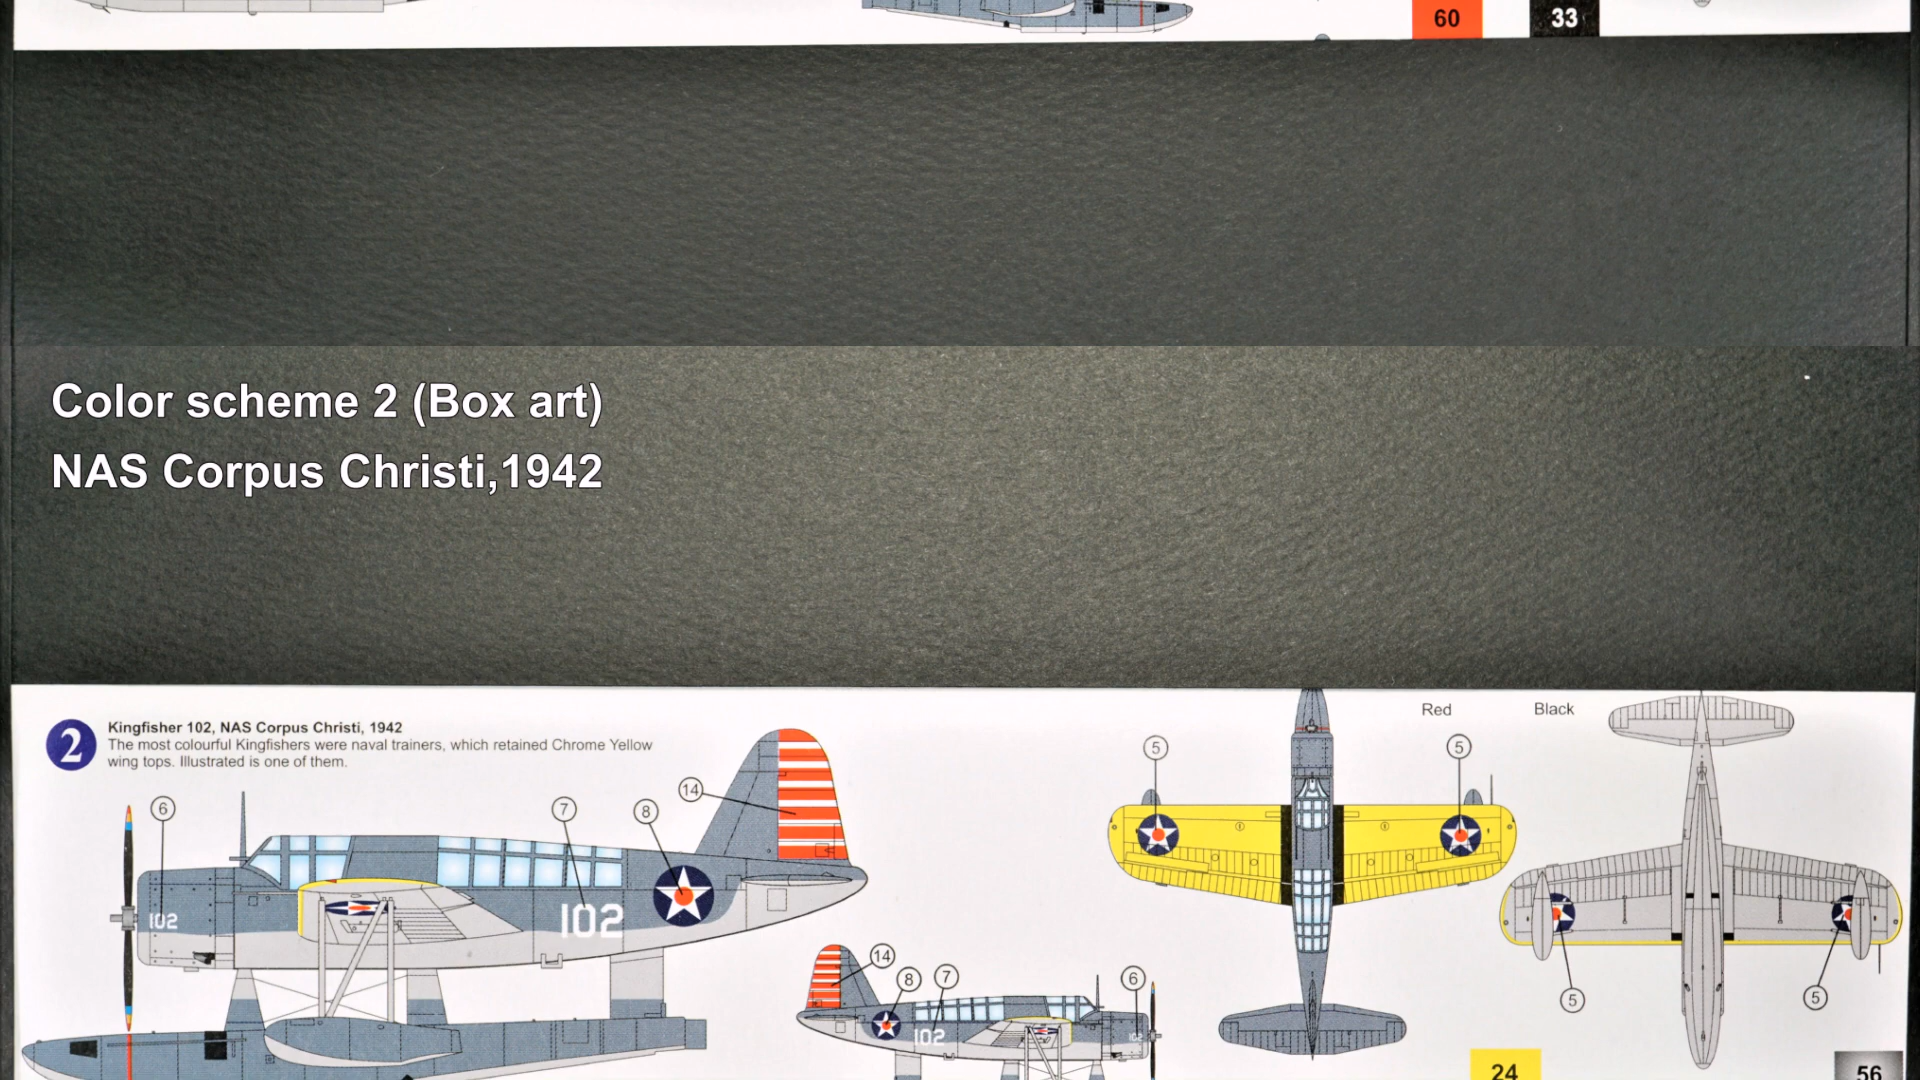 60 33
Color scheme 2 (Box art)
NAS Corpus Christi,1942
2
Kingfisher 102, NAS Corpus Christi, 1942
The most colourful Kingfishers were naval trainers, which retained Chrome Yellow
wing tops. Illustrated is one of them.
Red Black
5 5
14
6 7 8
102
102
14
8 7 6
5 5
102
102
24 56